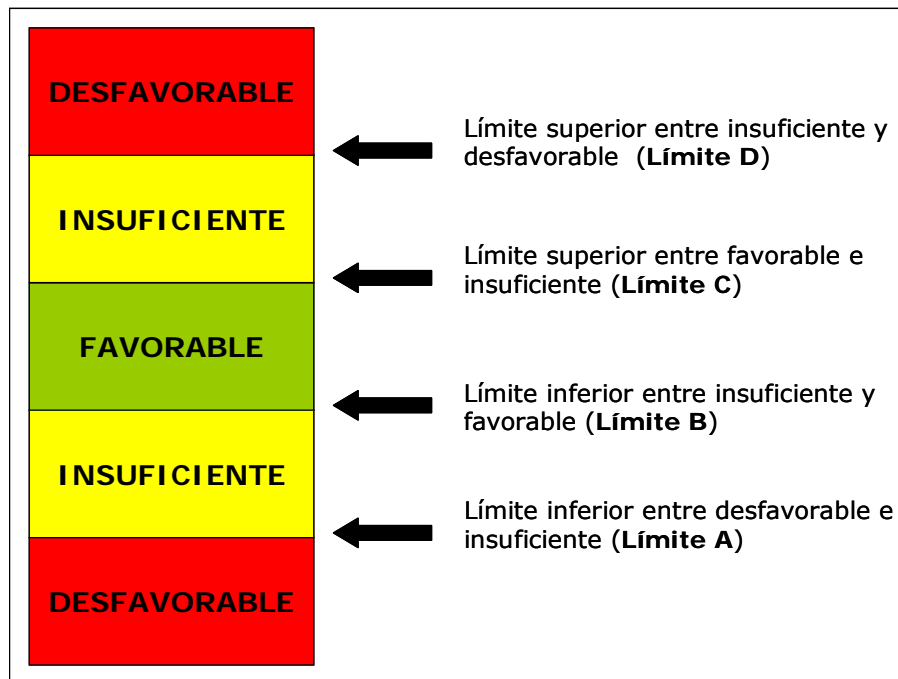 DESFAVORABLE
Límite superior entre insuficiente y
desfavorable (Límite D)
INSUFICIENTE
Límite superior entre favorable e
insuficiente (Límite C)
FAVORABLE
Límite inferior entre insuficiente y
favorable (Límite B)
INSUFICIENTE
Límite inferior entre desfavorable e
insuficiente (Límite A)
DESFAVORABLE